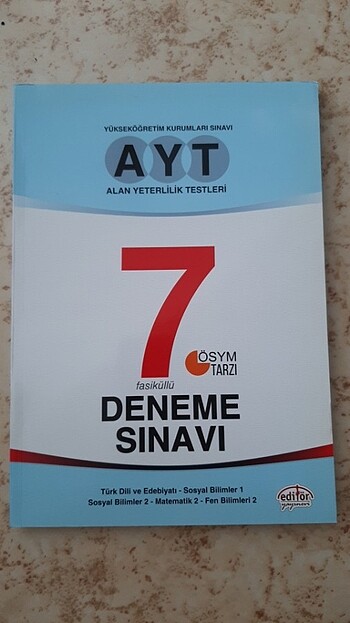 YÜKSEKÖĞRETİM KURUMLARI SINAVI
AYT
ALAN YETERLİLİK TESTLERİ
7
ÖSYM
TARZI
fasiküllü
DENEME
SINAVI
Türk Dili ve Edebiyatı - Sosyal Bilimler 1
Sosyal Bilimler 2 - Matematik 2 - Fen Bilimleri 2
editör
yayınevi